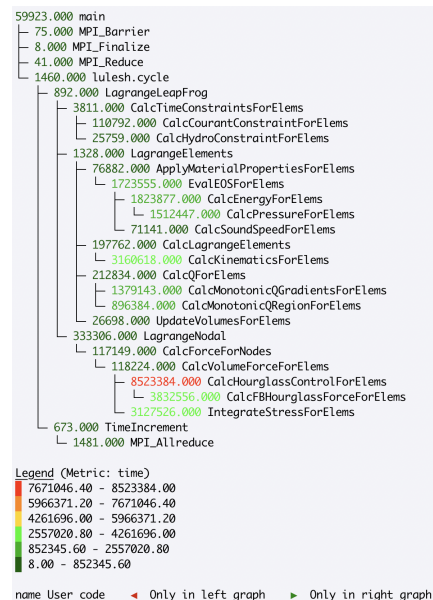 59923.000 main
├─ 75.000 MPI_Barrier
├─ 8.000 MPI_Finalize
├─ 41.000 MPI_Reduce
└─ 1460.000 lulesh.cycle
   ├─ 892.000 LagrangeLeapFrog
   │  ├─ 3811.000 CalcTimeConstraintsForElems
   │  │  ├─ 110792.000 CalcCourantConstraintForElems
   │  │  └─ 25759.000 CalcHydroConstraintForElems
   │  ├─ 1328.000 LagrangeElements
   │  │  ├─ 76882.000 ApplyMaterialPropertiesForElems
   │  │  │  └─ 1723555.000 EvalEOSForElems
   │  │  │     ├─ 1823877.000 CalcEnergyForElems
   │  │  │     │  └─ 1512447.000 CalcPressureForElems
   │  │  │     └─ 71141.000 CalcSoundSpeedForElems
   │  │  ├─ 197762.000 CalcLagrangeElements
   │  │  │  └─ 3160618.000 CalcKinematicsForElems
   │  │  ├─ 212834.000 CalcQForElems
   │  │  │  ├─ 1379143.000 CalcMonotonicQGradientsForElems
   │  │  │  └─ 896384.000 CalcMonotonicQRegionForElems
   │  │  └─ 26698.000 UpdateVolumesForElems
   │  └─ 333306.000 LagrangeNodal
   │     └─ 117149.000 CalcForceForNodes
   │        └─ 118224.000 CalcVolumeForceForElems
   │           ├─ 8523384.000 CalcHourglassControlForElems
   │           │  └─ 3832556.000 CalcFBHourglassForceForElems
   │           └─ 3127526.000 IntegrateStressForElems
   └─ 673.000 TimeIncrement
      └─ 1481.000 MPI_Allreduce
Legend (Metric: time)
7671046.40 - 8523384.00
5966371.20 - 7671046.40
4261696.00 - 5966371.20
2557020.80 - 4261696.00
852345.60 - 2557020.80
8.00 - 852345.60
name User code ◀ Only in left graph ▶ Only in right graph